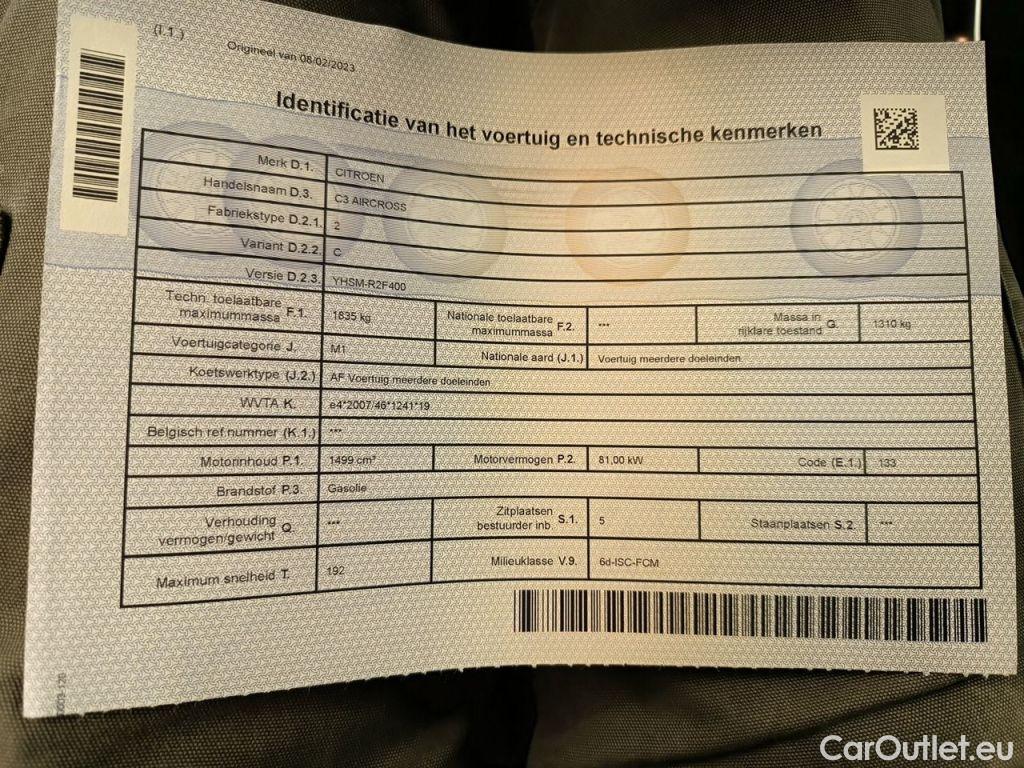 (I.1.)
Origineel van 08/02/2023
Identificatie van het voertuig en technische kenmerken
Merk D.1. CITROEN
Handelsnaam D.3. C3 AIRCROSS
Fabriekstype D.2.1. 2
Variant D.2.2. C
Versie D.2.3. YHSM-R2F400
Techn. toelaatbare
maximummassa F.1. 1835 kg
Nationale toelaatbare
maximummassa F.2. ***
Massa in
rijklare toestand G. 1310 kg
Voertuigcategorie J. M1 Nationale aard (J.1.) Voertuig meerdere doeleinden
Koetswerktype (J.2.) AF Voertuig meerdere doeleinden
WVTA K. e4*2007/46*1241*19
Belgisch ref.nummer (K.1.) ***
Motorinhoud P.1. 1499 cm³ Motorvermogen P.2. 81,00 kW Code (E.1.) 133
Brandstof P.3. Gasolie
Verhouding
vermogen/gewicht Q. ***
Zitplaatsen
bestuurder inb. S.1. 5
Staanplaatsen S.2. ***
Maximum snelheid T. 192 Milieuklasse V.9. 6d-ISC-FCM
CarOutlet.eu